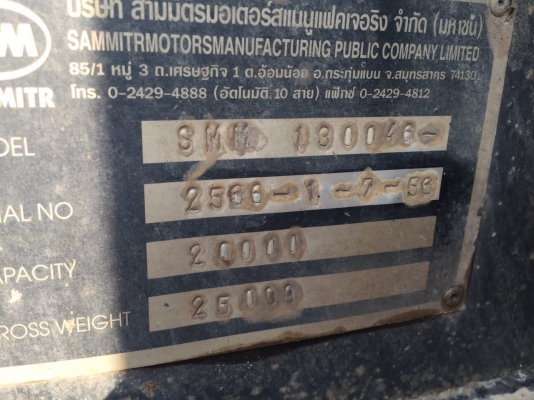 บริษัท สามมิตรมอเตอร์สแมนูแฟคเจอริ่ง จำกัด (มหาชน)
SAMMITRMOTORSMANUFACTURING PUBLIC COMPANY LIMITED
85/1 หมู่ 3 ถ.เศรษฐกิจ 1 ต.อ้อมน้อย อ.กระทุ่มแบน จ.สมุทรสาคร 74130
โทร. 0-2429-4888 (อัตโนมัติ 10 สาย) แฟ็กซ์ 0-2429-4812
M
MITR
ODEL SMM 130046-
IAL NO 2566-1-7-56
APACITY 20000
ROSS WEIGHT 25000 KG